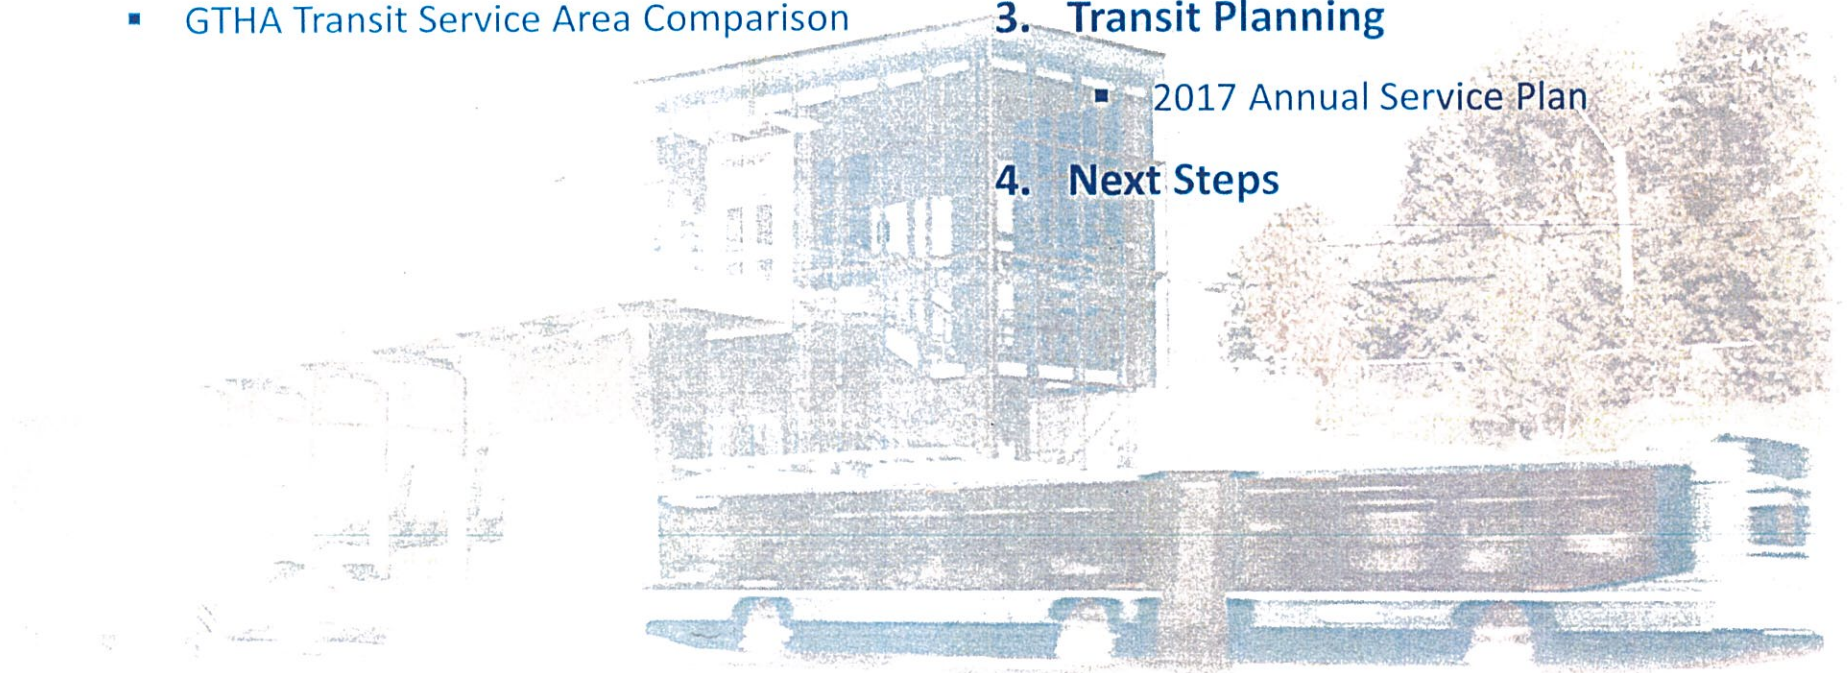 ▪ GTHA Transit Service Area Comparison
3. Transit Planning
▪ 2017 Annual Service Plan
4. Next Steps